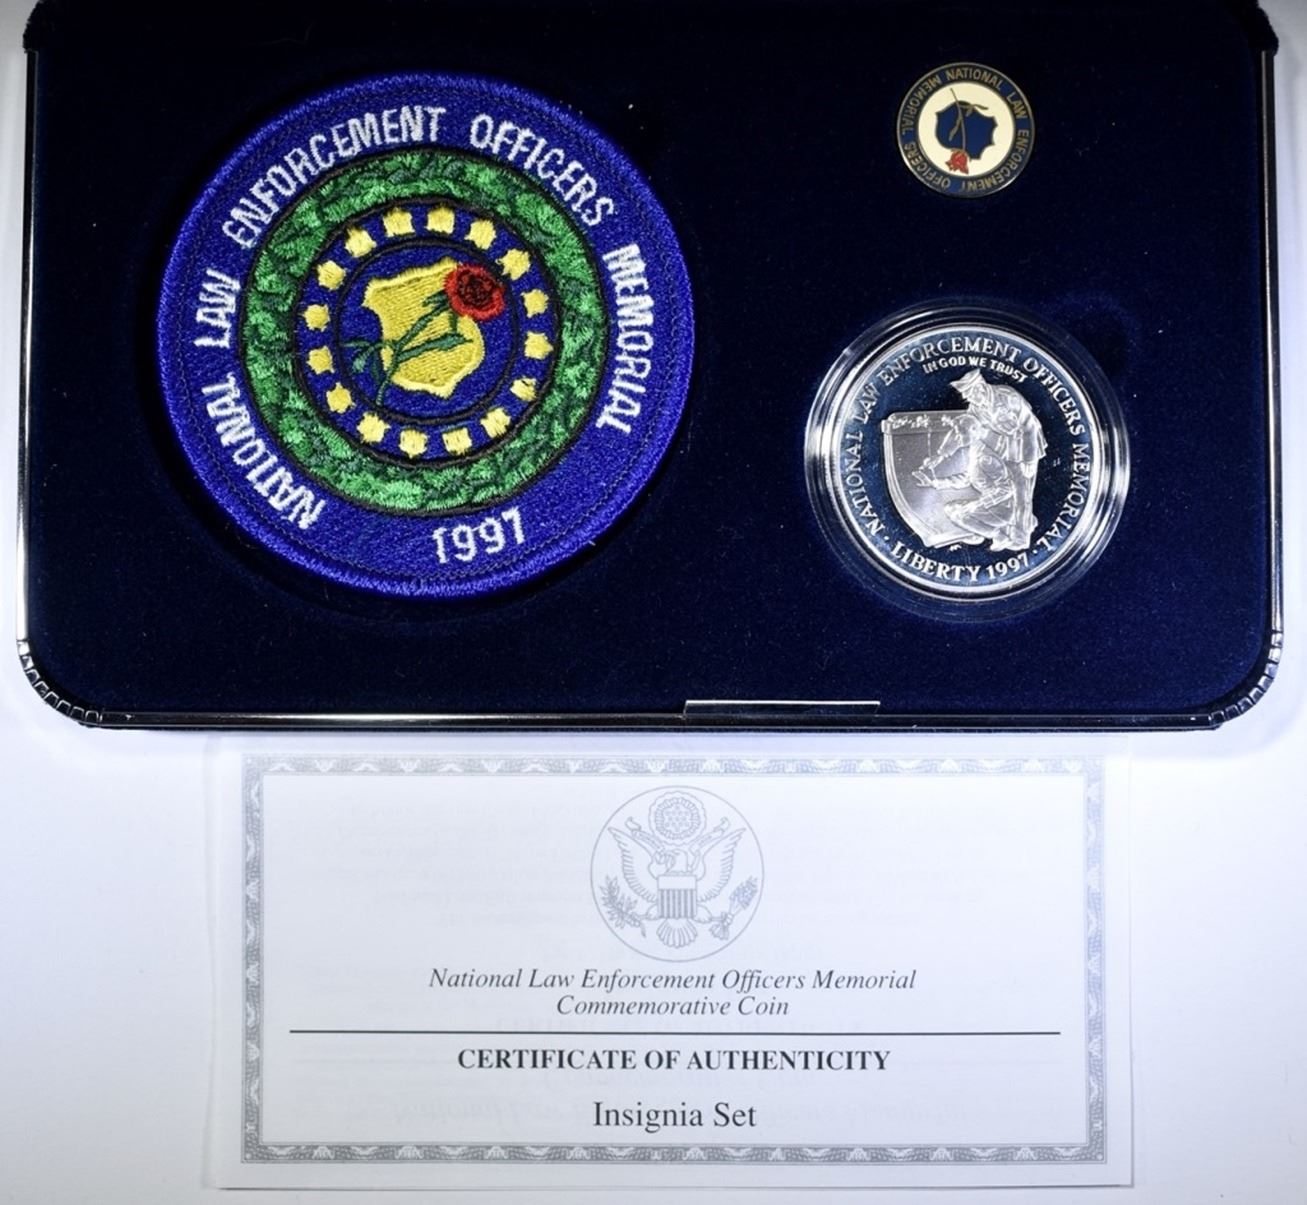 NATIONAL LAW ENFORCEMENT OFFICERS MEMORIAL
1997
NATIONAL LAW ENFORCEMENT OFFICERS MEMORIAL
NATIONAL LAW ENFORCEMENT OFFICERS MEMORIAL
IN GOD WE TRUST
LIBERTY 1997
National Law Enforcement Officers Memorial
Commemorative Coin
CERTIFICATE OF AUTHENTICITY
Insignia Set